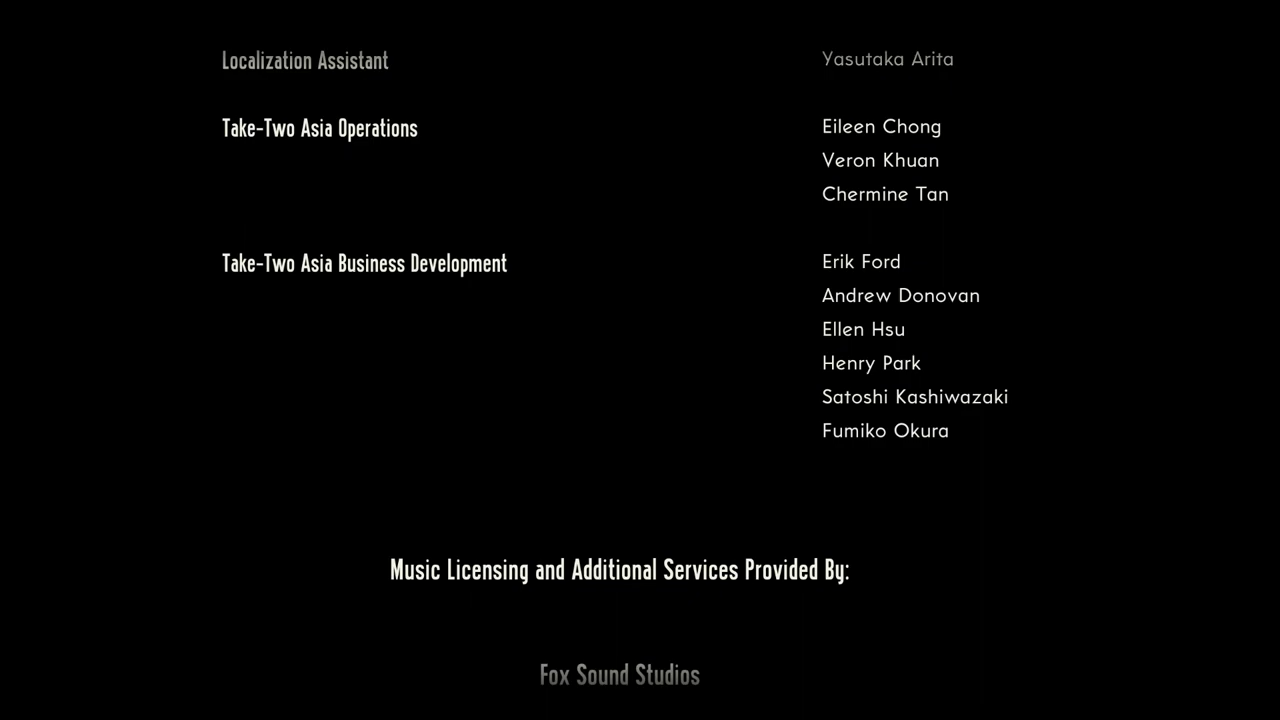 Localization Assistant Yasutaka Arita
Take-Two Asia Operations Eileen Chong
Veron Khuan
Chermine Tan
Take-Two Asia Business Development Erik Ford
Andrew Donovan
Ellen Hsu
Henry Park
Satoshi Kashiwazaki
Fumiko Okura
Music Licensing and Additional Services Provided By:
Fox Sound Studios